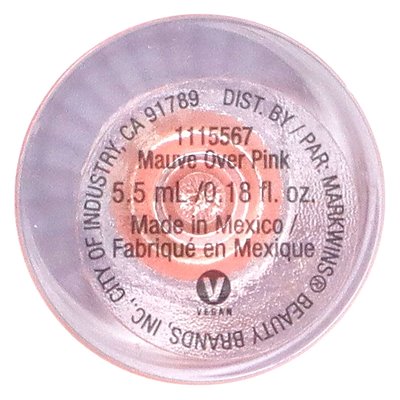 DIST. BY / PAR: MARKWINS® BEAUTY BRANDS, INC., CITY OF INDUSTRY, CA 91789
1115567
Mauve Over Pink
5.5 mL /0.18 fl. oz.
Made in Mexico /
Fabriqué en Mexique
V
VEGAN